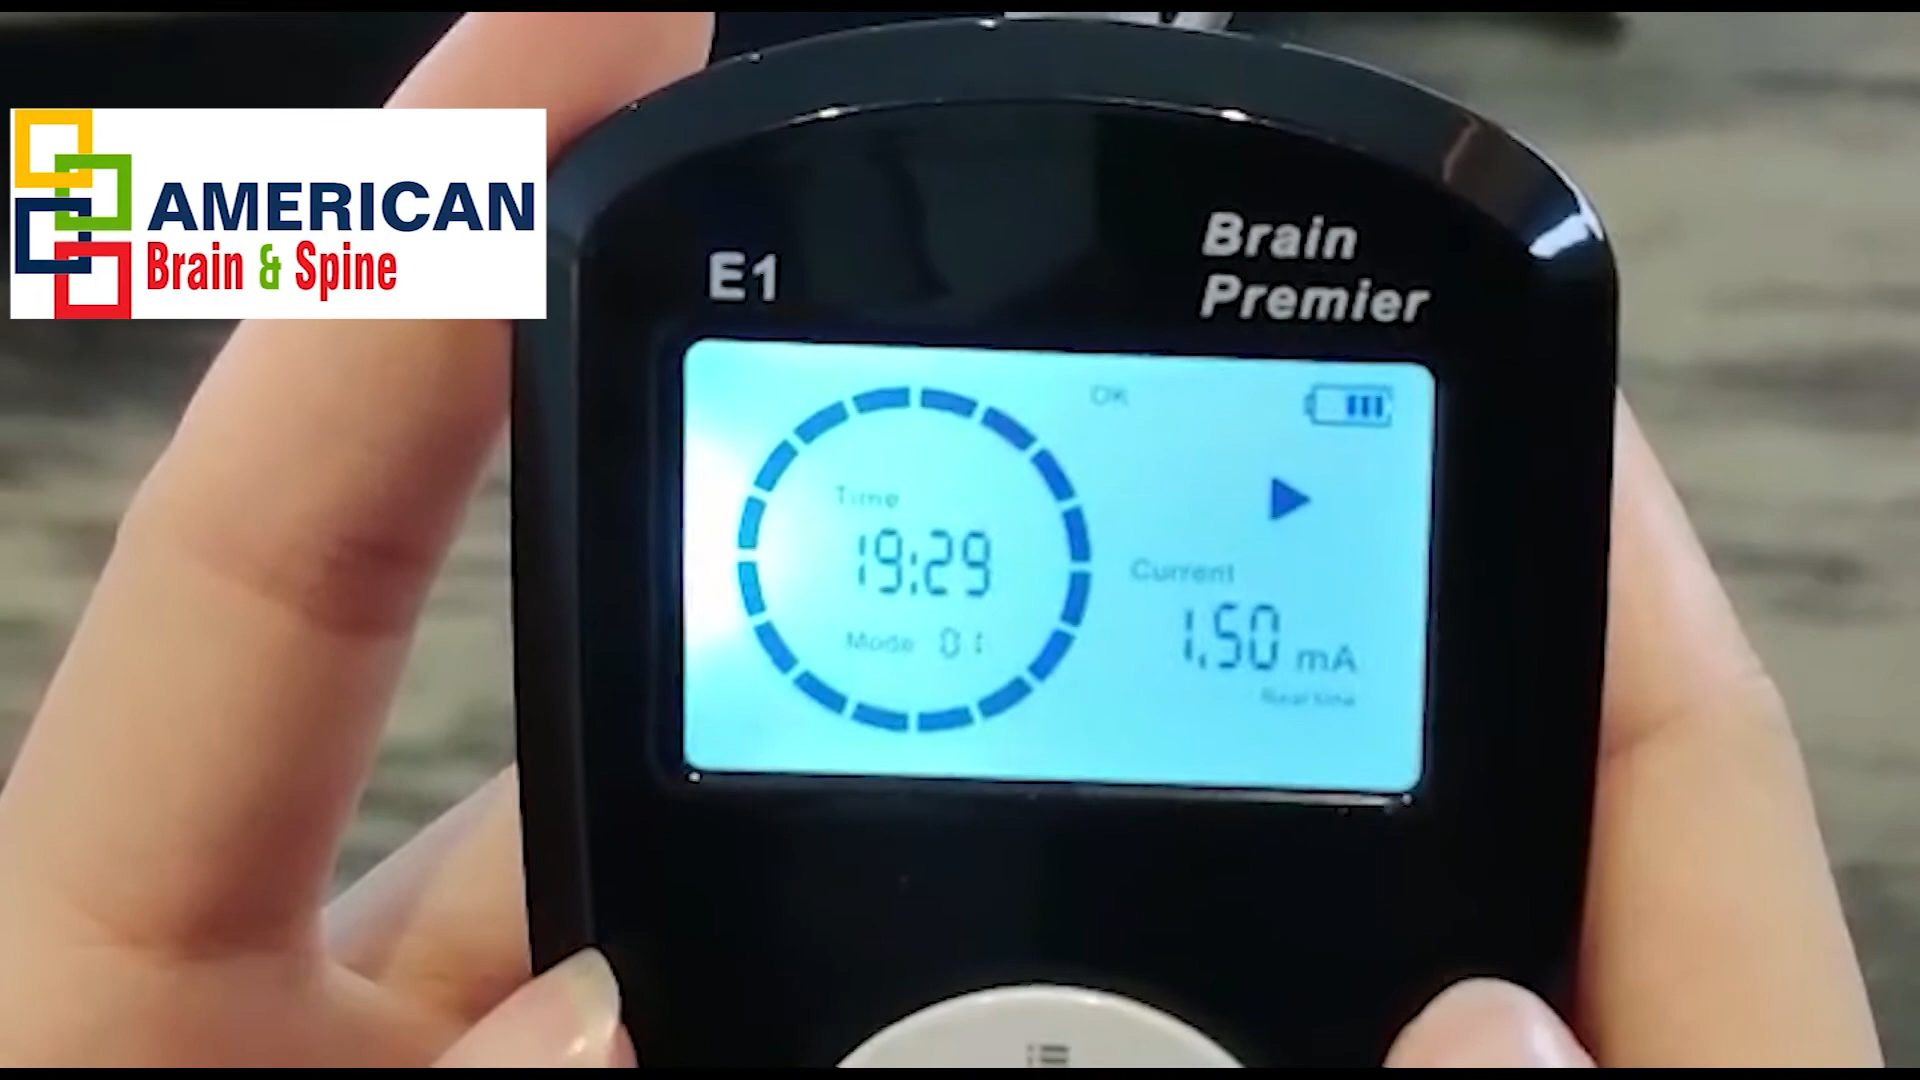 AMERICAN
Brain & Spine
E1
Brain
Premier
OK
Time
19:29
Mode 01
Current
1.50 mA
Real time